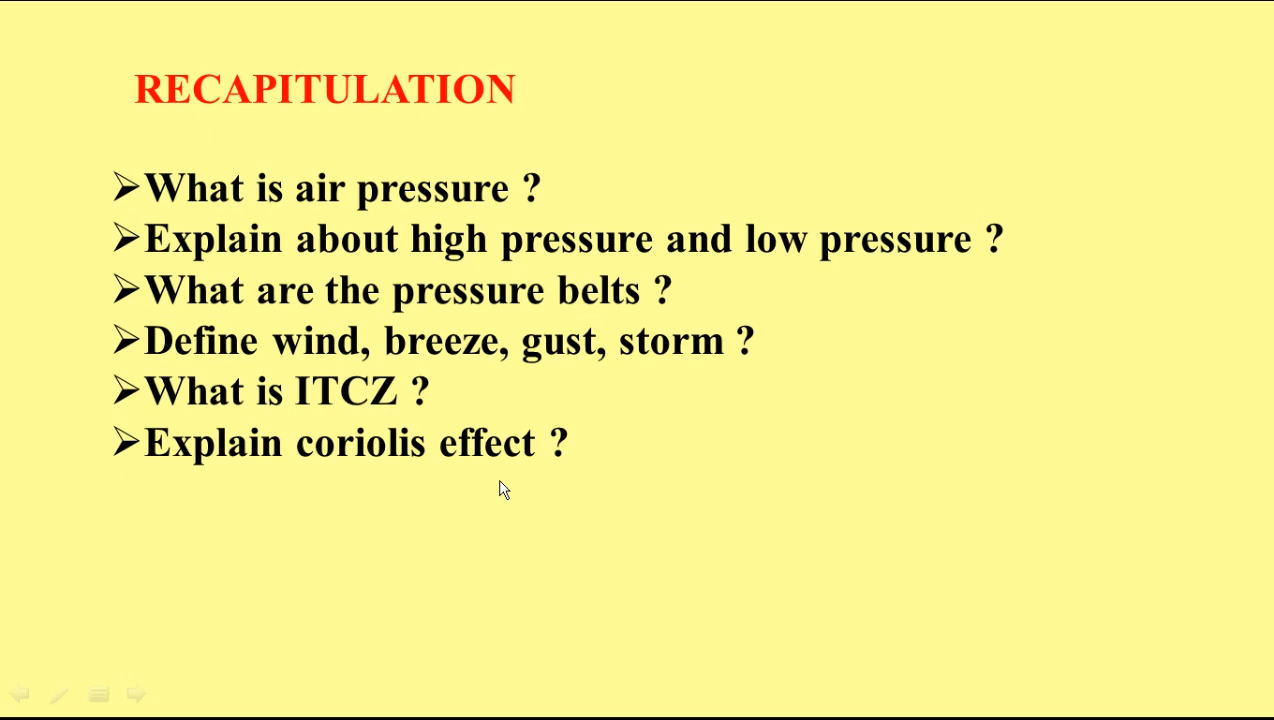 RECAPITULATION
➢What is air pressure ?
➢Explain about high pressure and low pressure ?
➢What are the pressure belts ?
➢Define wind, breeze, gust, storm ?
➢What is ITCZ ?
➢Explain coriolis effect ?